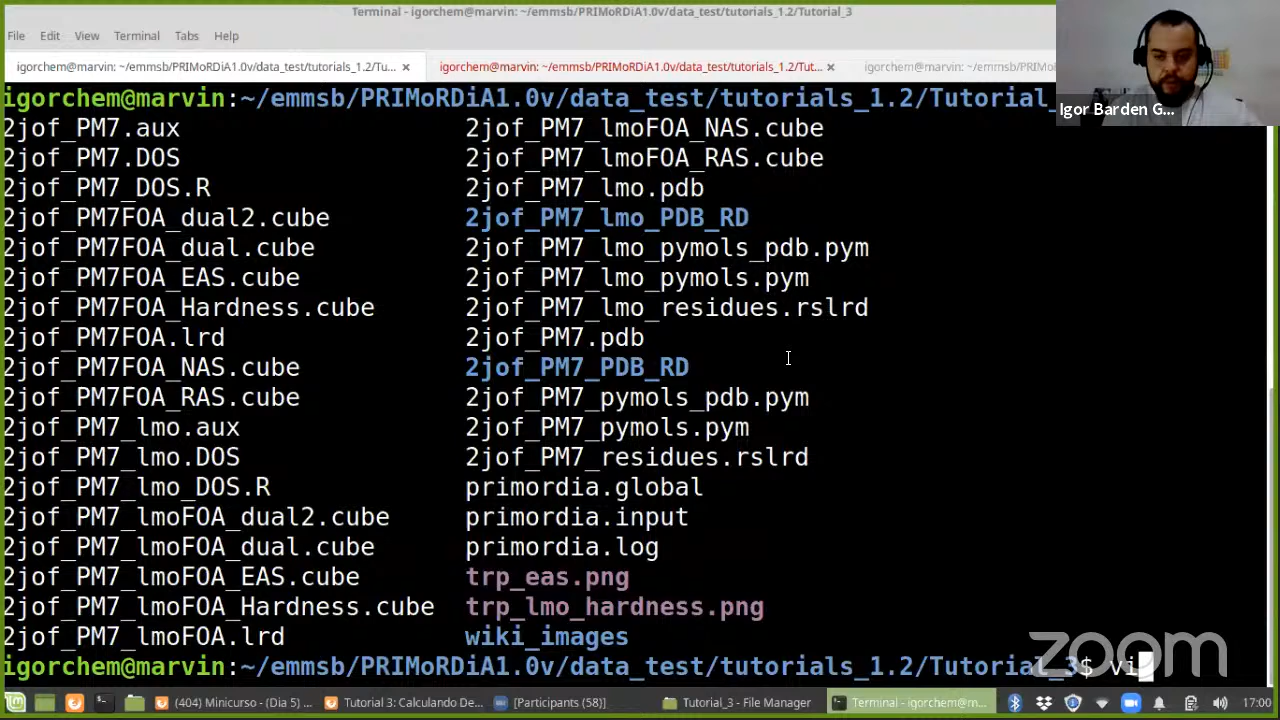 Terminal - igorchem@marvin: ~/emmsb/PRIMoRDiA1.0v/data_test/tutorials_1.2/Tutorial_3
File Edit View Terminal Tabs Help
igorchem@marvin: ~/emmsb/PRIMoRDiA1.0v/data_test/tutorials_1.2/Tu... × igorchem@marvin: ~/emmsb/PRIMoRDiA1.0v/data_test/tutorials_1.2/Tut... × igorchem@marvin: ~/emmsb/PRIMoRD
Igor Barden G...
igorchem@marvin:~/emmsb/PRIMoRDiA1.0v/data_test/tutorials_1.2/Tutorial_
2jof_PM7.aux 2jof_PM7_lmoFOA_NAS.cube
2jof_PM7.DOS 2jof_PM7_lmoFOA_RAS.cube
2jof_PM7_DOS.R 2jof_PM7_lmo.pdb
2jof_PM7FOA_dual2.cube 2jof_PM7_lmo_PDB_RD
2jof_PM7FOA_dual.cube 2jof_PM7_lmo_pymols_pdb.pym
2jof_PM7FOA_EAS.cube 2jof_PM7_lmo_pymols.pym
2jof_PM7FOA_Hardness.cube 2jof_PM7_lmo_residues.rslrd
2jof_PM7FOA.lrd 2jof_PM7.pdb
2jof_PM7FOA_NAS.cube 2jof_PM7_PDB_RD
2jof_PM7FOA_RAS.cube 2jof_PM7_pymols_pdb.pym
2jof_PM7_lmo.aux 2jof_PM7_pymols.pym
2jof_PM7_lmo.DOS 2jof_PM7_residues.rslrd
2jof_PM7_lmo_DOS.R primordia.global
2jof_PM7_lmoFOA_dual2.cube primordia.input
2jof_PM7_lmoFOA_dual.cube primordia.log
2jof_PM7_lmoFOA_EAS.cube trp_eas.png
2jof_PM7_lmoFOA_Hardness.cube trp_lmo_hardness.png
2jof_PM7_lmoFOA.lrd wiki_images
igorchem@marvin:~/emmsb/PRIMoRDiA1.0v/data_test/tutorials_1.2/Tutorial_3$ vi
zoom
(404) Minicurso - (Dia 5) ... Tutorial 3: Calculando De... [Participants (58)] Tutorial_3 - File Manager Terminal - igorchem@m... 17:00